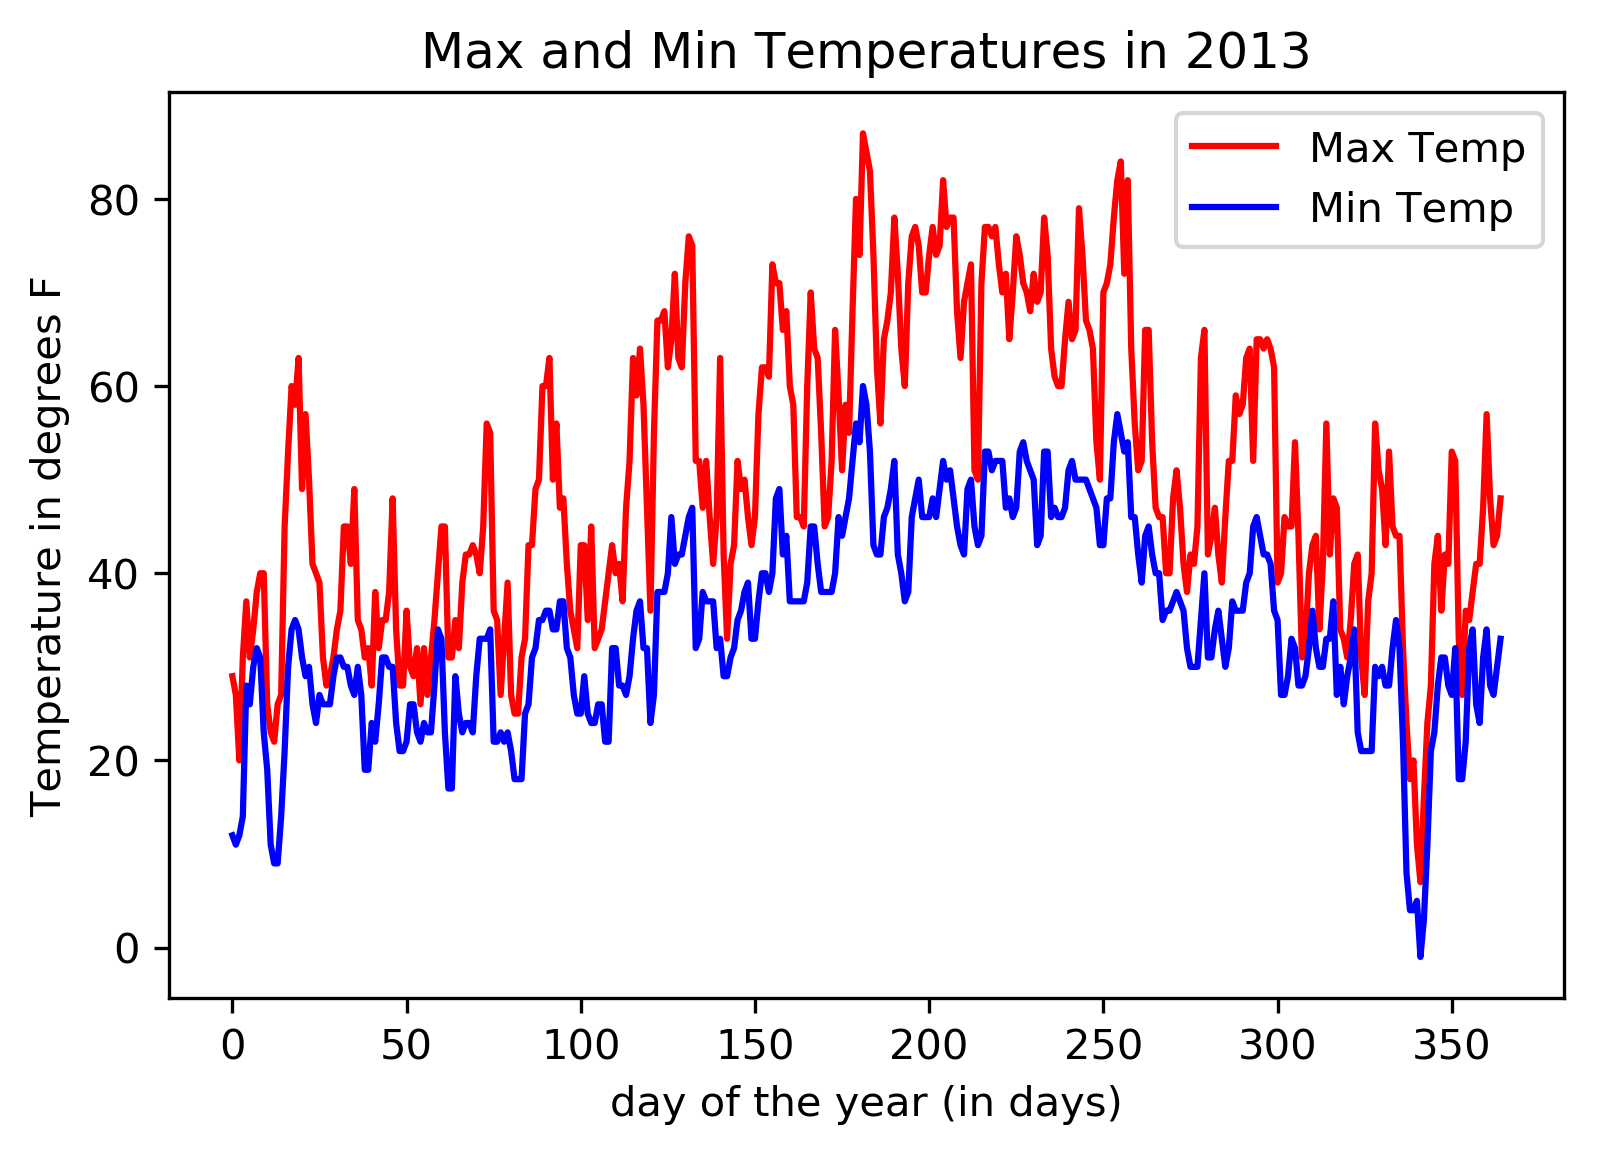 Max and Min Temperatures in 2013
Max Temp
Min Temp
Temperature in degrees F
80
60
40
20
0
0 50 100 150 200 250 300 350
day of the year (in days)